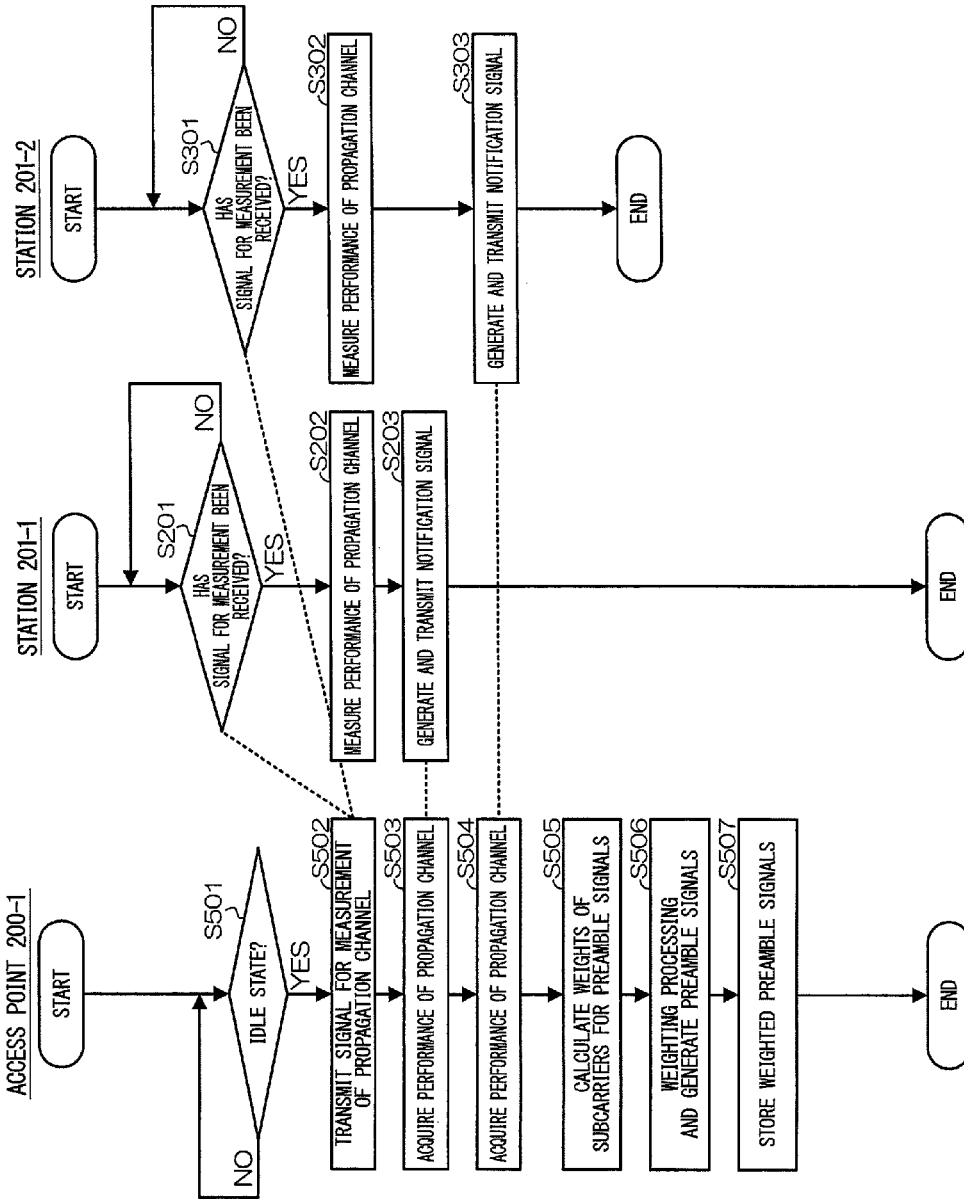 ACCESS POINT 200-1
START
S501
IDLE STATE?
NO
YES
S502
TRANSMIT SIGNAL FOR MEASUREMENT
OF PROPAGATION CHANNEL
S503
ACQUIRE PERFORMANCE OF PROPAGATION CHANNEL
S504
ACQUIRE PERFORMANCE OF PROPAGATION CHANNEL
S505
CALCULATE WEIGHTS OF
SUBCARRIERS FOR PREAMBLE SIGNALS
S506
WEIGHTING PROCESSING
AND GENERATE PREAMBLE SIGNALS
S507
STORE WEIGHTED PREAMBLE SIGNALS
END
STATION 201-1
START
S201
HAS
SIGNAL FOR MEASUREMENT BEEN
RECEIVED?
NO
YES
S202
MEASURE PERFORMANCE OF PROPAGATION CHANNEL
S203
GENERATE AND TRANSMIT NOTIFICATION SIGNAL
END
STATION 201-2
START
S301
HAS
SIGNAL FOR MEASUREMENT BEEN
RECEIVED?
NO
YES
S302
MEASURE PERFORMANCE OF PROPAGATION CHANNEL
S303
GENERATE AND TRANSMIT NOTIFICATION SIGNAL
END